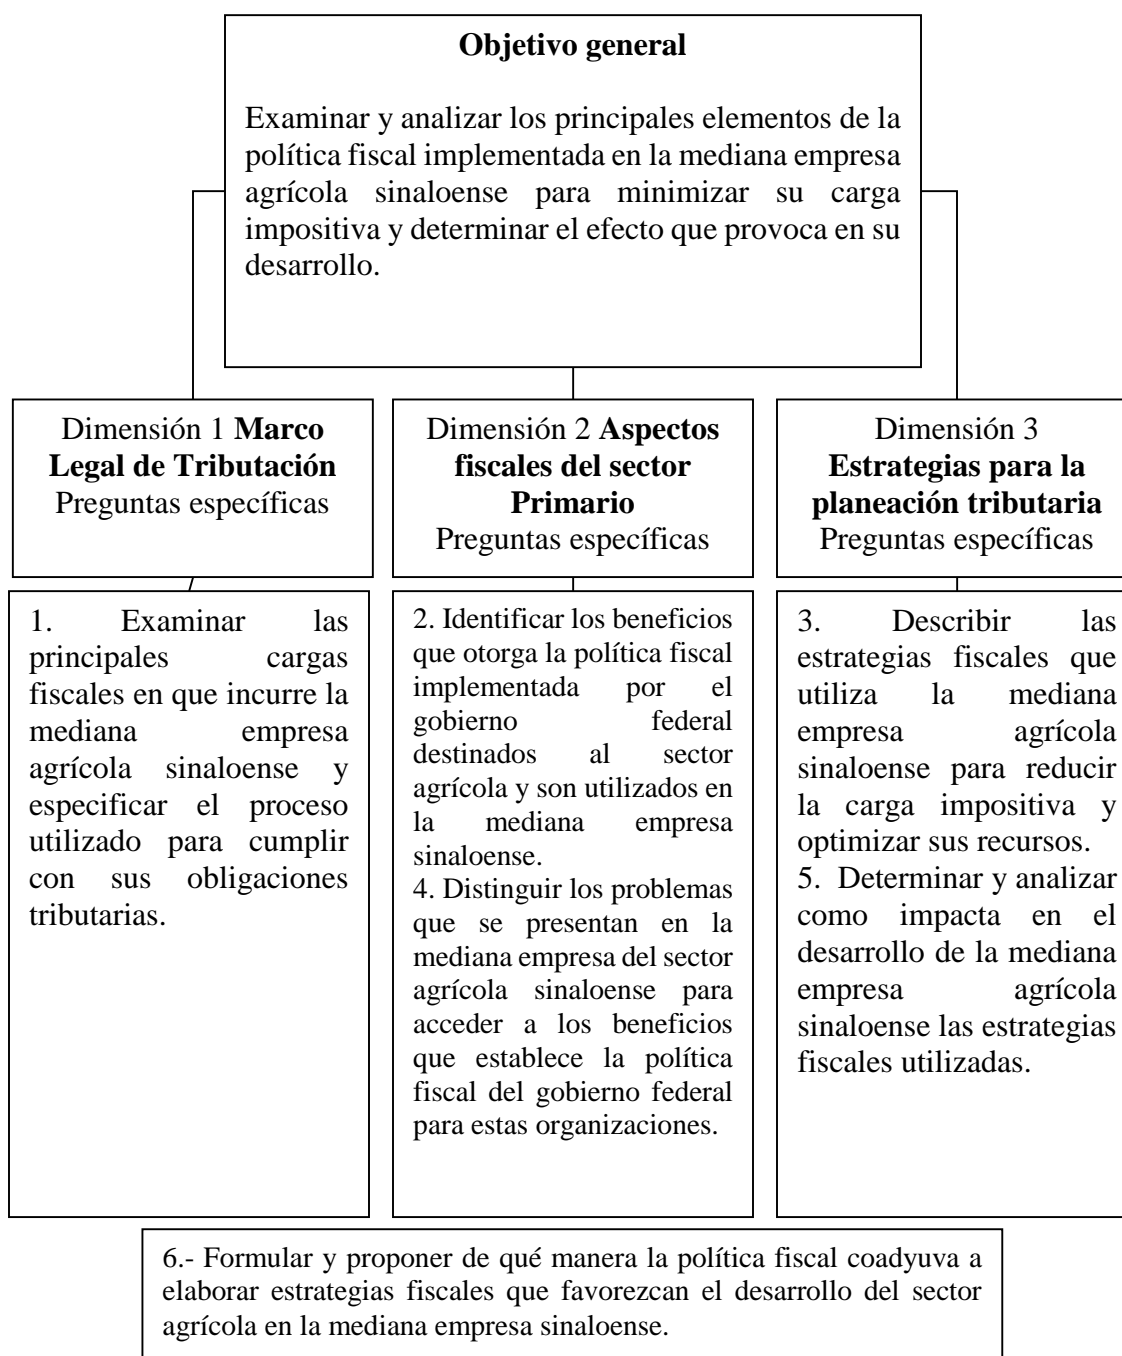 Objetivo general
Examinar y analizar los principales elementos de la
política fiscal implementada en la mediana empresa
agrícola sinaloense para minimizar su carga
impositiva y determinar el efecto que provoca en su
desarrollo.
Dimensión 1 Marco
Legal de Tributación
Preguntas específicas
Dimensión 2 Aspectos
fiscales del sector
Primario
Preguntas específicas
Dimensión 3
Estrategias para la
planeación tributaria
Preguntas específicas
1. Examinar las
principales cargas
fiscales en que incurre la
mediana empresa
agrícola sinaloense y
especificar el proceso
utilizado para cumplir
con sus obligaciones
tributarias.
2. Identificar los beneficios
que otorga la política fiscal
implementada por el
gobierno federal
destinados al sector
agrícola y son utilizados en
la mediana empresa
sinaloense.
4. Distinguir los problemas
que se presentan en la
mediana empresa del sector
agrícola sinaloense para
acceder a los beneficios
que establece la política
fiscal del gobierno federal
para estas organizaciones.
3. Describir las
estrategias fiscales que
utiliza la mediana
empresa agrícola
sinaloense para reducir
la carga impositiva y
optimizar sus recursos.
5. Determinar y analizar
como impacta en el
desarrollo de la mediana
empresa agrícola
sinaloense las estrategias
fiscales utilizadas.
6.- Formular y proponer de qué manera la política fiscal coadyuva a
elaborar estrategias fiscales que favorezcan el desarrollo del sector
agrícola en la mediana empresa sinaloense.